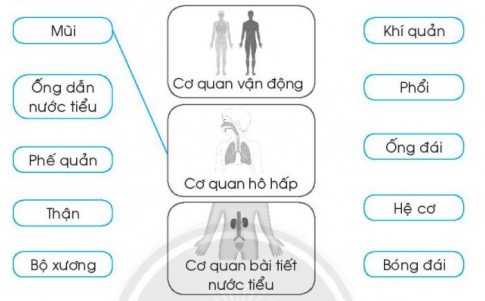 Mũi
Ống dẫn
nước tiểu
Phế quản
Thận
Bộ xương
Cơ quan vận động
Cơ quan hô hấp
Cơ quan bài tiết
nước tiểu
Khí quản
Phổi
Ống đái
Hệ cơ
Bóng đái